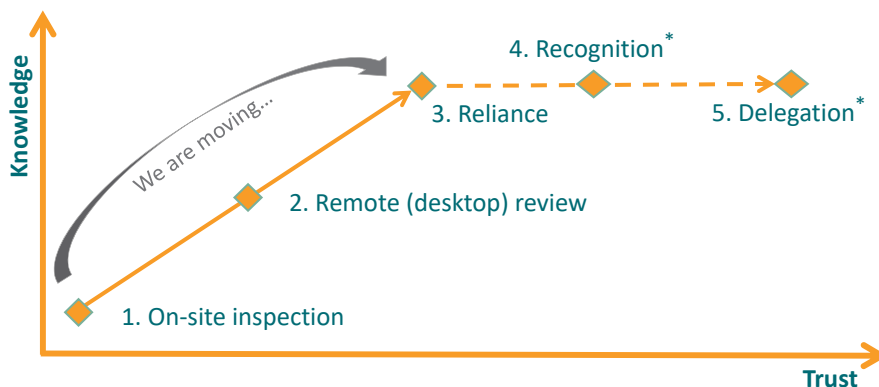 Knowledge
We are moving...
1. On-site inspection
2. Remote (desktop) review
3. Reliance
4. Recognition*
5. Delegation*
Trust